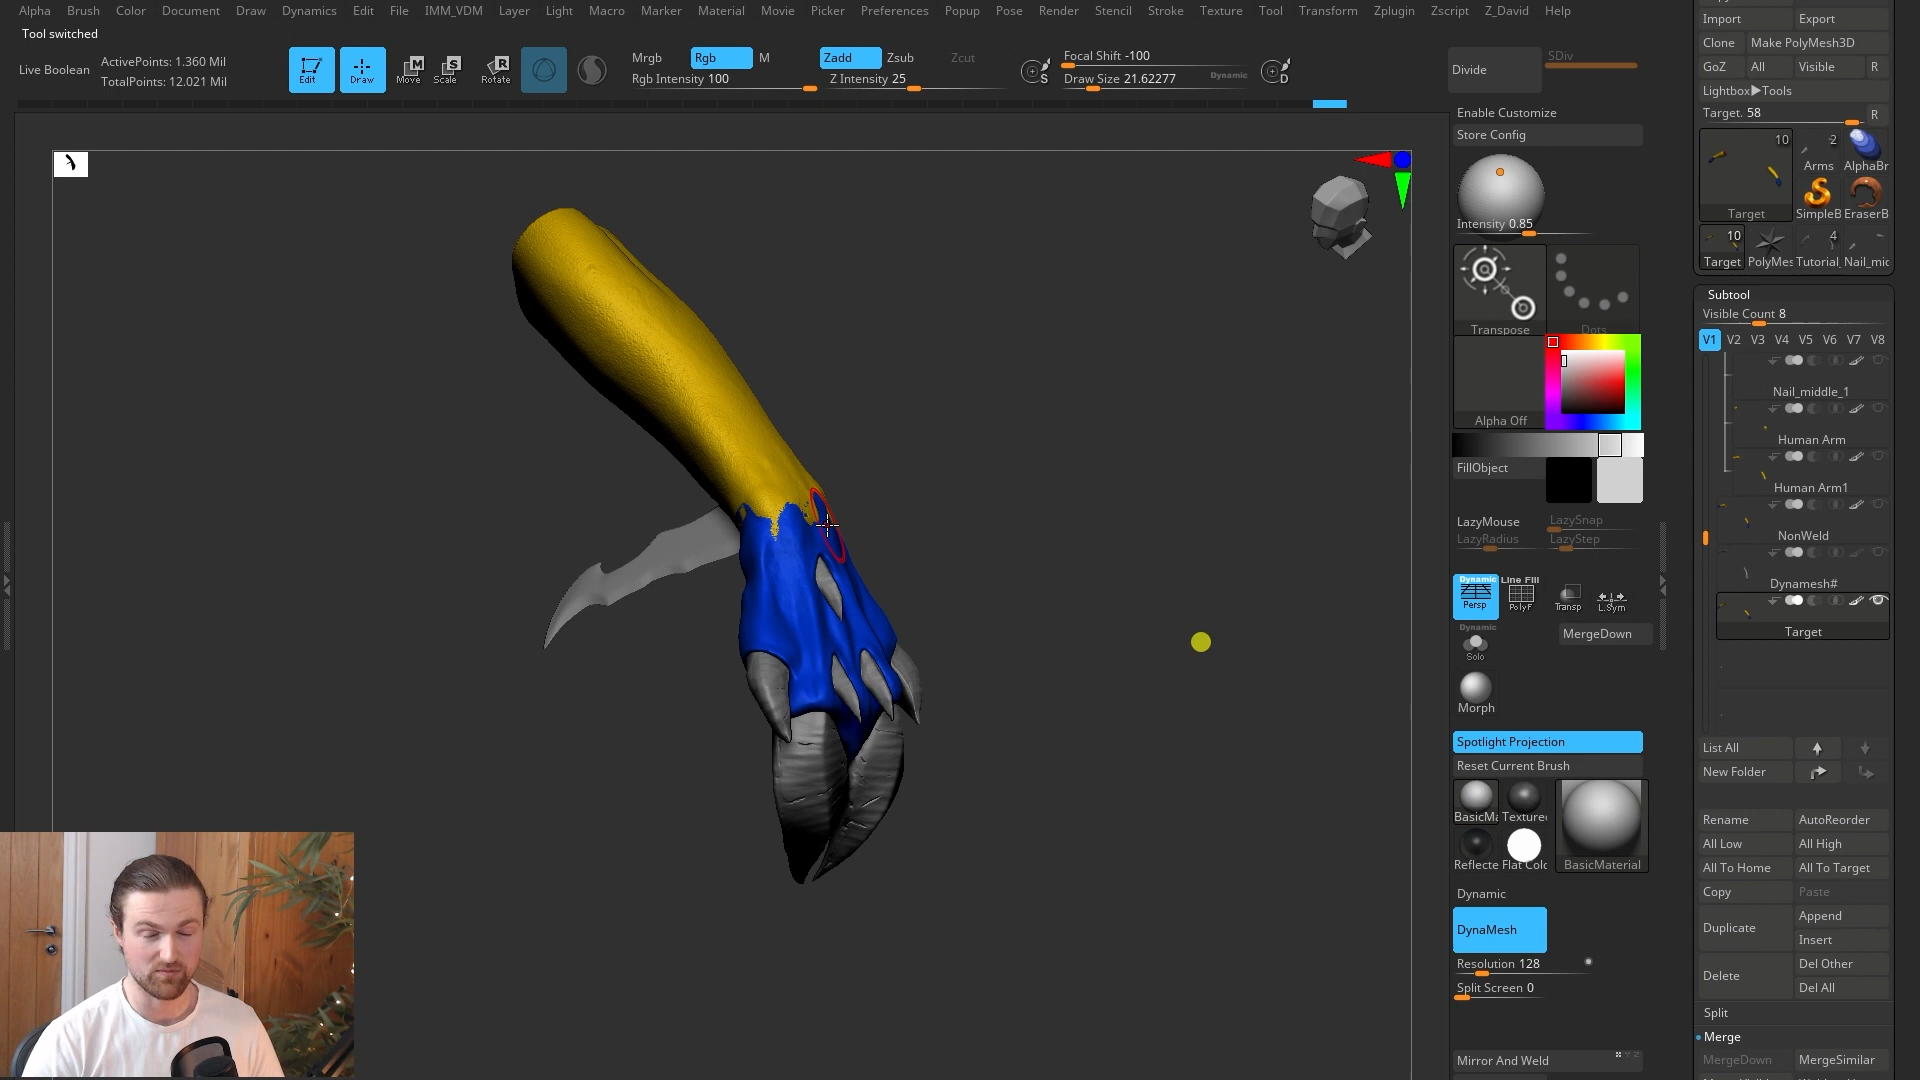 Alpha Brush Color Document Draw Dynamics Edit File IMM_VDM Layer Light Macro Marker Material Movie Picker Preferences Popup Pose Render Stencil Stroke Texture Tool Transform Zplugin Zscript Z_David Help
Tool switched
Live Boolean
ActivePoints: 1.360 Mil
TotalPoints: 12.021 Mil
Edit
Draw
Move
Scale
Rotate
Mrgb Rgb M
Rgb Intensity 100
Zadd Zsub Zcut
Z Intensity 25
S
Focal Shift -100
Draw Size 21.62277
Dynamic
D
Divide
SDiv
Enable Customize
Store Config
Intensity 0.85
Transpose
Dots
Alpha Off
FillObject
LazyMouse
LazySnap
LazyRadius
LazyStep
Dynamic
Persp
Line Fill
PolyF
Transp
L.Sym
Dynamic
Solo
MergeDown
Morph
Spotlight Projection
Reset Current Brush
BasicMa
Texture
Reflecte
Flat Colo
BasicMaterial
Dynamic
DynaMesh
Resolution 128
Split Screen 0
Mirror And Weld
Import Export
Clone Make PolyMesh3D
GoZ All Visible R
Lightbox▶Tools
Target. 58 R
10
Target
2
Arms
AlphaBr
SimpleB
EraserB
10
Target
PolyMes
4
Tutorial_
Nail_mic
Subtool
Visible Count 8
V1 V2 V3 V4 V5 V6 V7 V8
Nail_middle_1
Human Arm
Human Arm1
NonWeld
Dynamesh#
Target
List All
New Folder
Rename AutoReorder
All Low All High
All To Home All To Target
Copy Paste
Duplicate
Append
Insert
Delete
Del Other
Del All
Split
Merge
MergeDown MergeSimilar